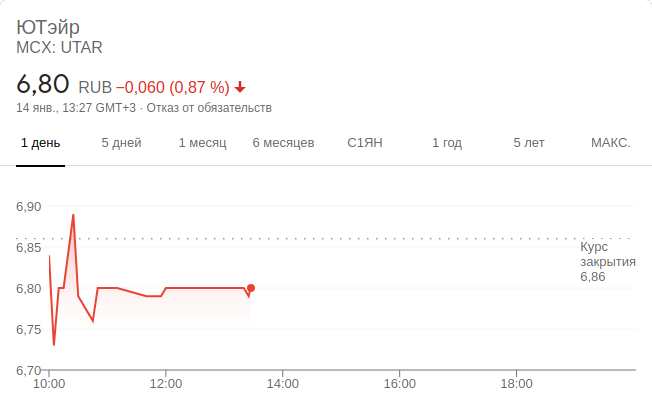 ЮТэйр
MCX: UTAR
6,80 RUB −0,060 (0,87 %)
14 янв., 13:27 GMT+3 · Отказ от обязательств
1 день 5 дней 1 месяц 6 месяцев С1ЯН 1 год 5 лет МАКС.
6,90
6,85
6,80
6,75
6,70
Курс
закрытия
6,86
10:00 12:00 14:00 16:00 18:00